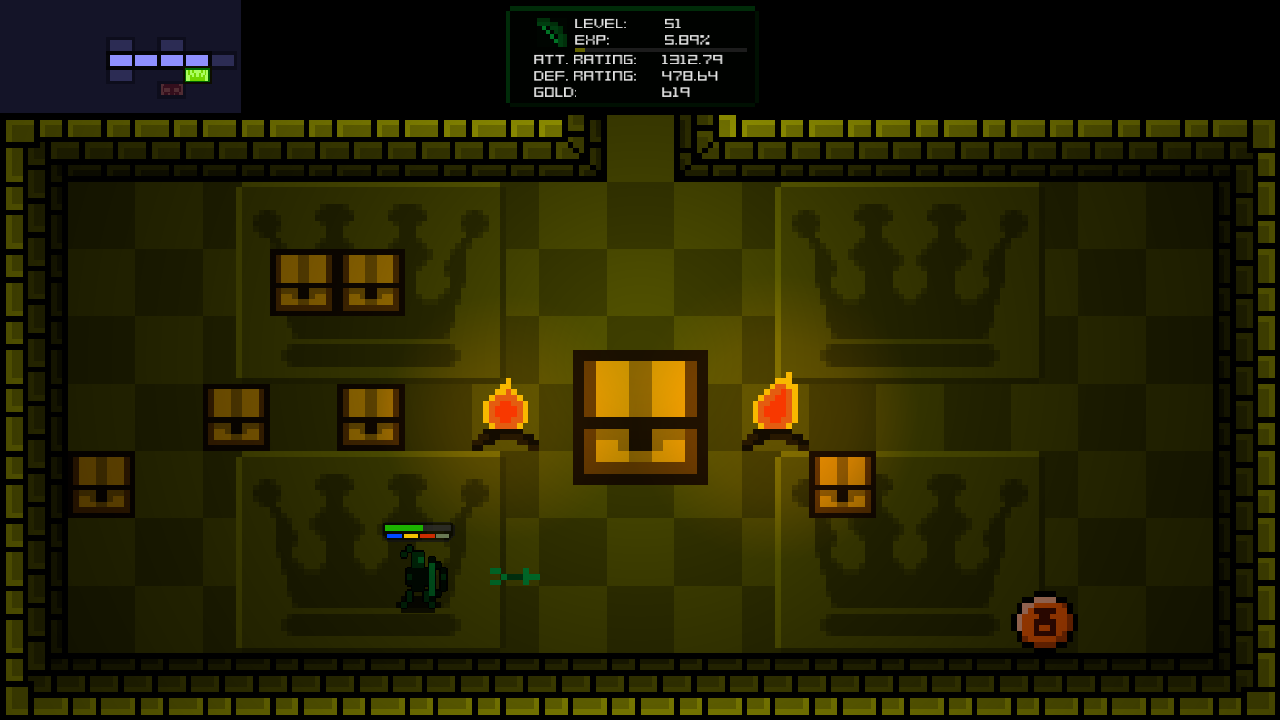 LEVEL: 51
EXP: 5.89%
ATT. RATING: 1312.79
DEF. RATING: 478.64
GOLD: 619